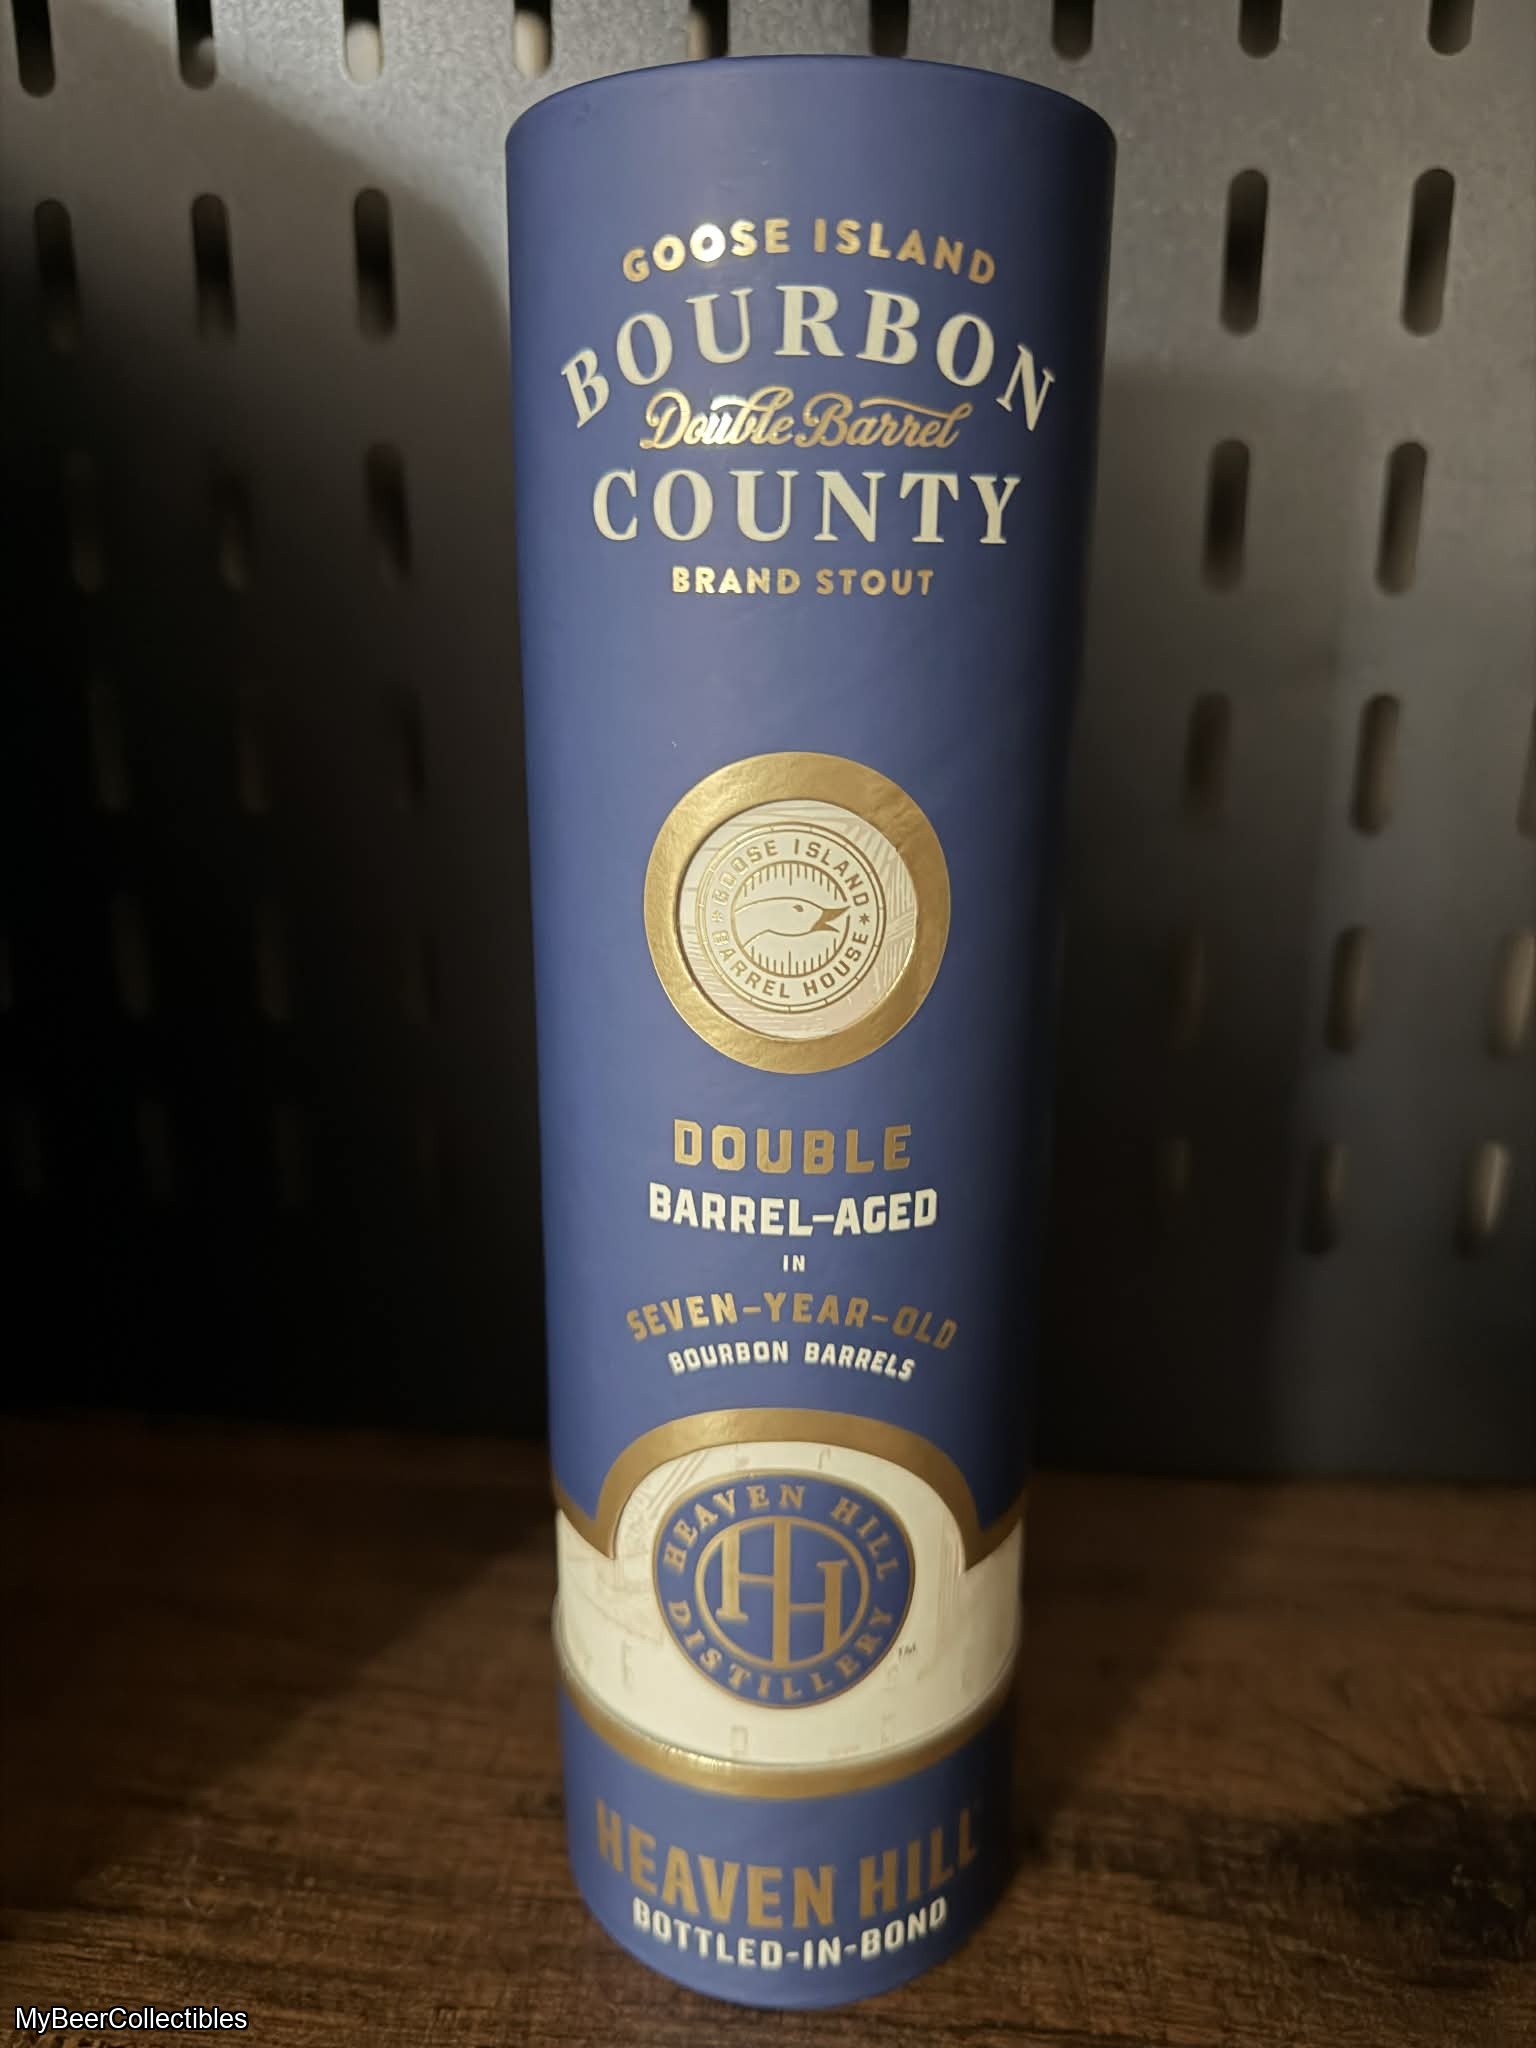 GOOSE ISLAND
BOURBON
Double Barrel
COUNTY
BRAND STOUT
GOOSE ISLAND
BARREL HOUSE
DOUBLE
BARREL-AGED
IN
SEVEN-YEAR-OLD
BOURBON BARRELS
HEAVEN HILL
HH
DISTILLERY
TM
HEAVEN HILL
BOTTLED-IN-BOND
MyBeerCollectibles